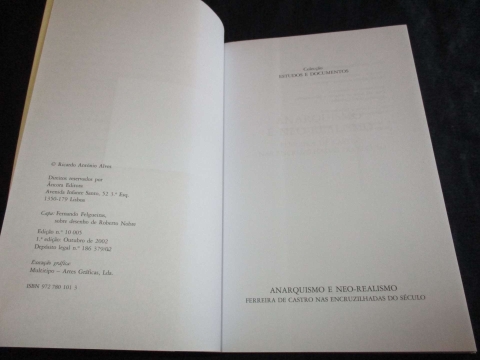 © Ricardo António Alves
Direitos reservados por
Âncora Editora
Avenida Infante Santo, 52 3.º Esq.
1350-179 Lisboa
Capa: Fernando Felgueiras,
sobre desenho de Roberto Nobre
Edição n.º 10 005
1.ª edição: Outubro de 2002
Depósito legal n.º 186 379/02
Execução gráfica
Multitipo – Artes Gráficas, Lda.
ISBN 972 780 101 3
Colecção
ESTUDOS E DOCUMENTOS
ANARQUISMO E NEO-REALISMO
FERREIRA DE CASTRO NAS ENCRUZILHADAS DO SÉCULO